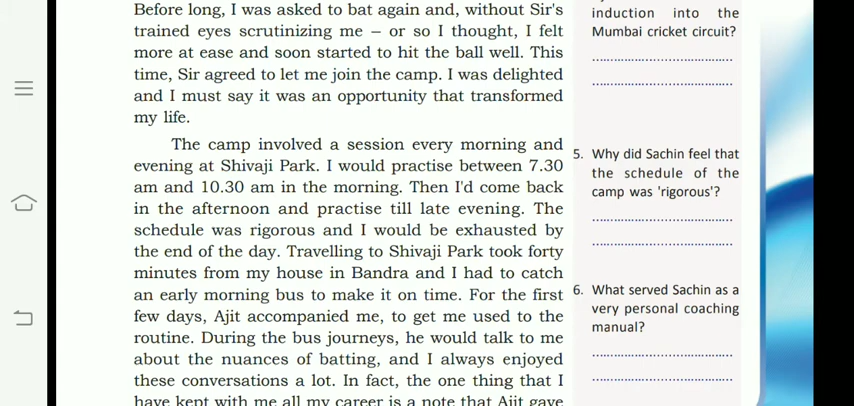 Before long, I was asked to bat again and, without Sir's
trained eyes scrutinizing me – or so I thought, I felt
more at ease and soon started to hit the ball well. This
time, Sir agreed to let me join the camp. I was delighted
and I must say it was an opportunity that transformed
my life.
The camp involved a session every morning and
evening at Shivaji Park. I would practise between 7.30
am and 10.30 am in the morning. Then I'd come back
in the afternoon and practise till late evening. The
schedule was rigorous and I would be exhausted by
the end of the day. Travelling to Shivaji Park took forty
minutes from my house in Bandra and I had to catch
an early morning bus to make it on time. For the first
few days, Ajit accompanied me, to get me used to the
routine. During the bus journeys, he would talk to me
about the nuances of batting, and I always enjoyed
these conversations a lot. In fact, the one thing that I
have kept with me all my career is a note that Ajit gave
induction into the
Mumbai cricket circuit?
5. Why did Sachin feel that
the schedule of the
camp was 'rigorous'?
6. What served Sachin as a
very personal coaching
manual?